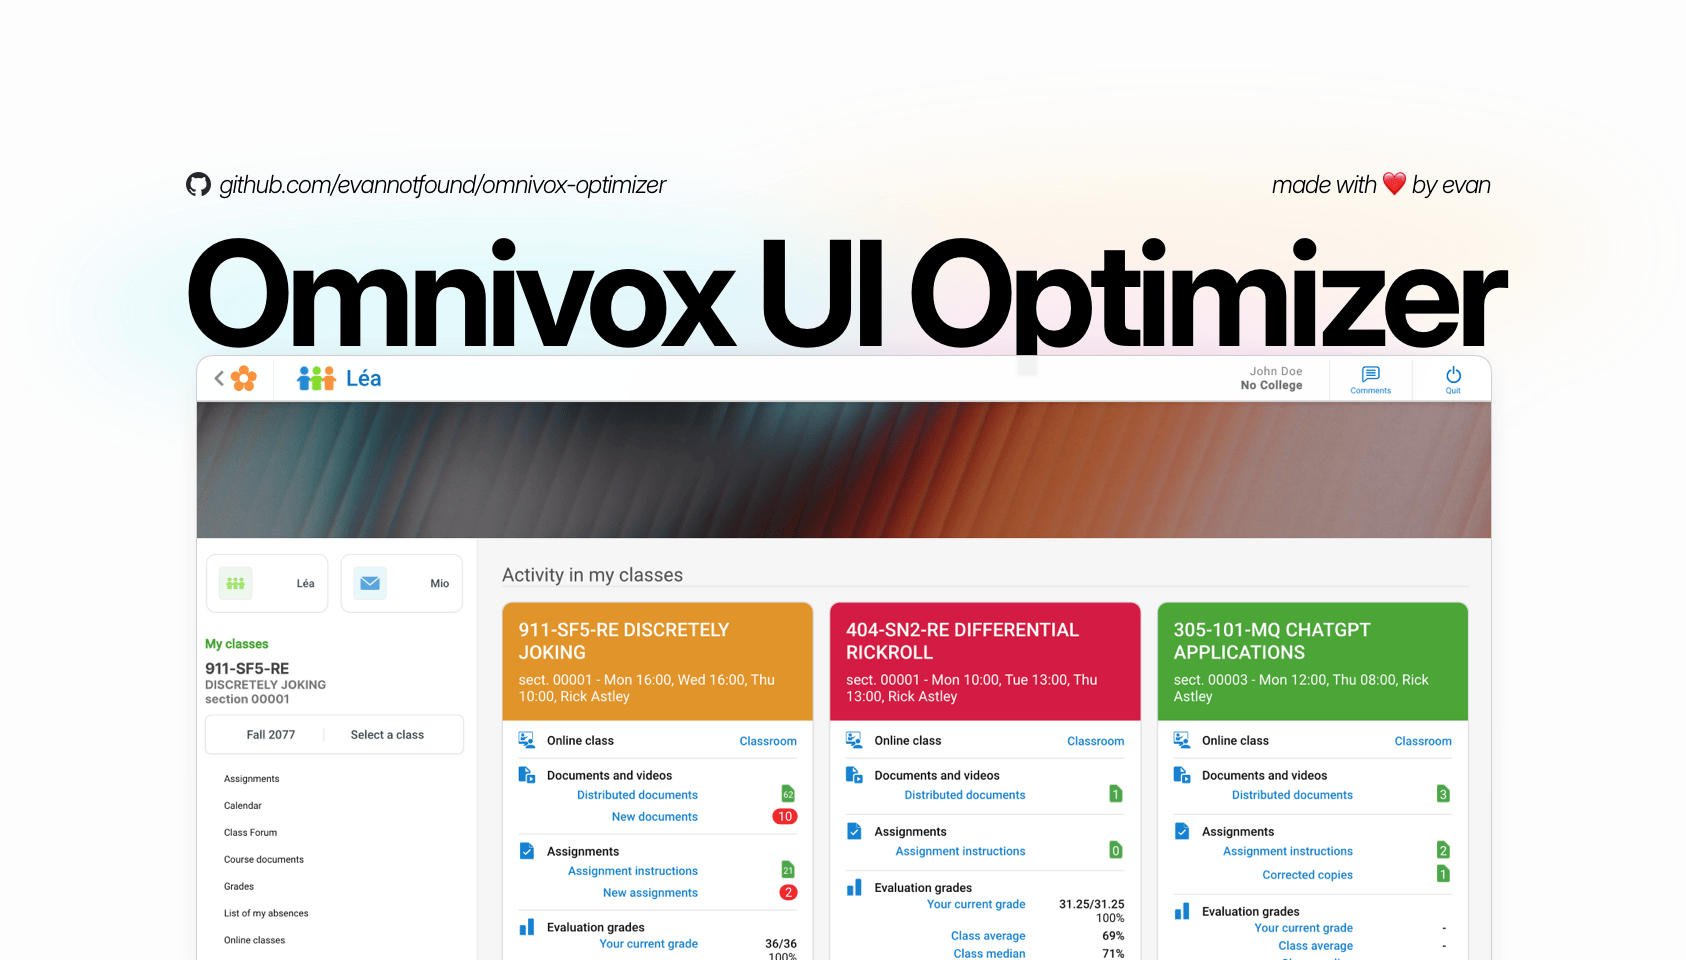 github.com/evannotfound/omnivox-optimizer
made with ❤️ by evan
Omnivox UI Optimizer
Léa
John Doe
No College
Comments
Quit
Léa
Mio
My classes
911-SF5-RE
DISCRETELY JOKING
section 00001
Fall 2077
Select a class
Assignments
Calendar
Class Forum
Course documents
Grades
List of my absences
Online classes
Activity in my classes
911-SF5-RE DISCRETELY
JOKING
sect. 00001 - Mon 16:00, Wed 16:00, Thu
10:00, Rick Astley
Online class Classroom
Documents and videos
Distributed documents 62
New documents 10
Assignments
Assignment instructions 21
New assignments 2
Evaluation grades
Your current grade 36/36
100%
404-SN2-RE DIFFERENTIAL
RICKROLL
sect. 00001 - Mon 10:00, Tue 13:00, Thu
13:00, Rick Astley
Online class Classroom
Documents and videos
Distributed documents 1
Assignments
Assignment instructions 0
Evaluation grades
Your current grade 31.25/31.25
100%
Class average 69%
Class median 71%
305-101-MQ CHATGPT
APPLICATIONS
sect. 00003 - Mon 12:00, Thu 08:00, Rick
Astley
Online class Classroom
Documents and videos
Distributed documents 3
Assignments
Assignment instructions 2
Corrected copies 1
Evaluation grades
Your current grade -
Class average -